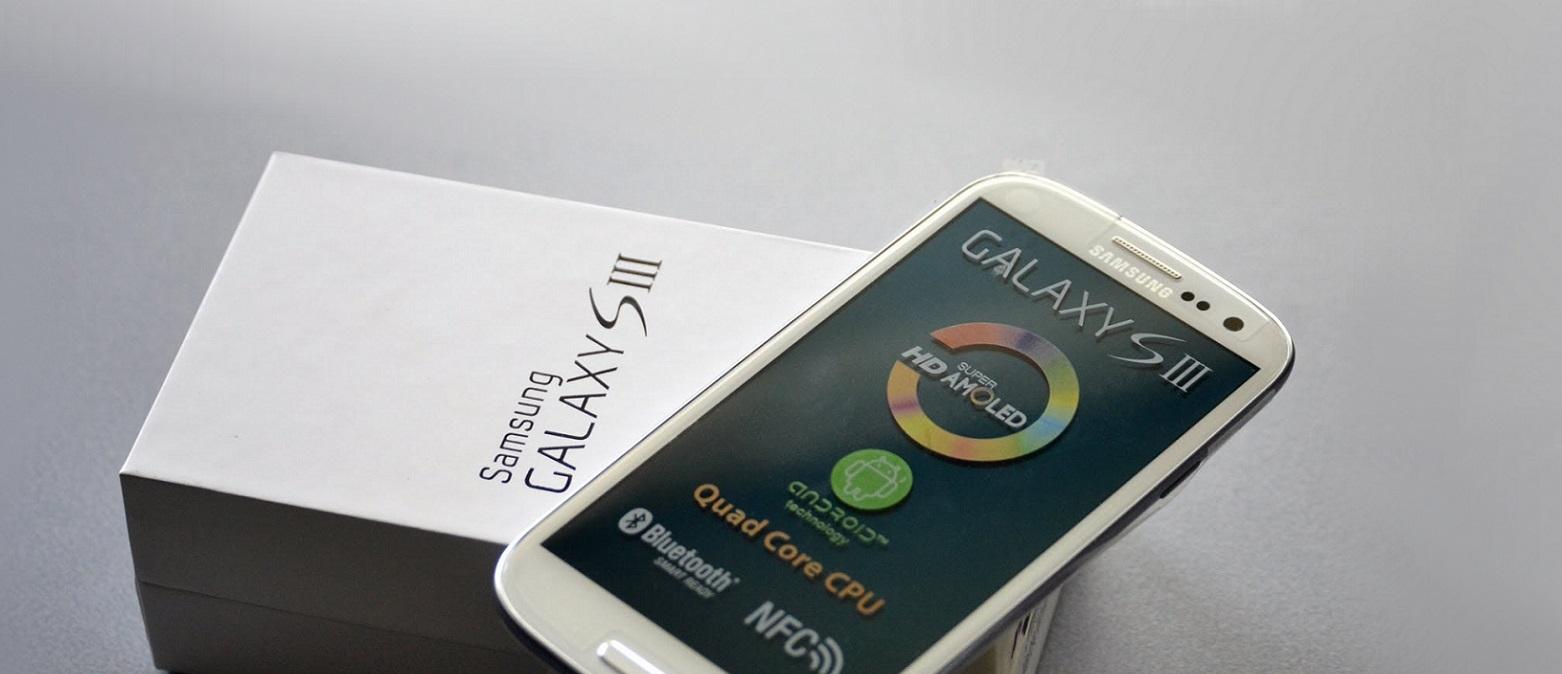 Samsung
GALAXY S III
SAMSUNG
GALAXY S III
SUPER
HD AMOLED
ANDROID™
technology
Quad Core CPU
Bluetooth®
SMART READY
NFC